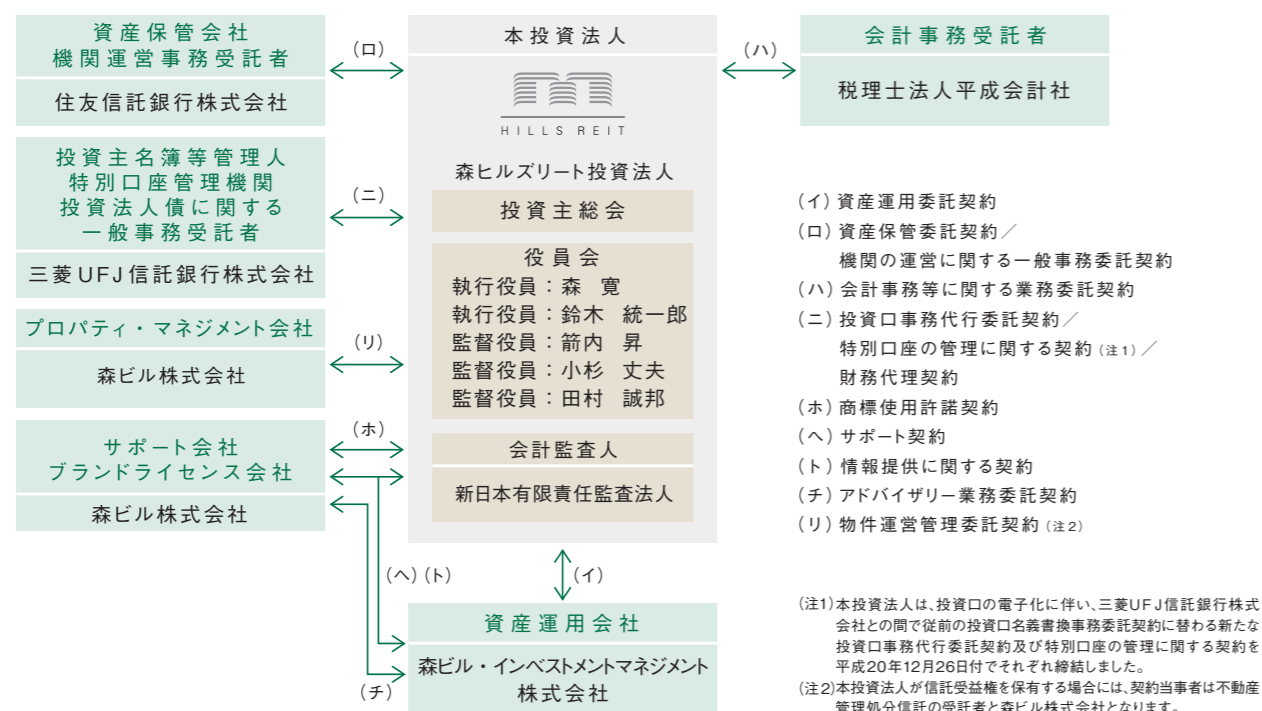 資産保管会社
機関運営事務受託者
住友信託銀行株式会社
(ロ)
投資主名簿等管理人
特別口座管理機関
投資法人債に関する
一般事務受託者
三菱UFJ信託銀行株式会社
(ニ)
プロパティ・マネジメント会社
森ビル株式会社
(リ)
サポート会社
ブランドライセンス会社
森ビル株式会社
(ホ)
(ヘ)(ト)
(チ)
本投資法人
HILLS REIT
森ヒルズリート投資法人
投資主総会
役員会
執行役員:森 寛
執行役員:鈴木 統一郎
監督役員:箭内 昇
監督役員:小杉 丈夫
監督役員:田村 誠邦
会計監査人
新日本有限責任監査法人
(イ)
資産運用会社
森ビル・インベストメントマネジメント
株式会社
(ハ)
会計事務受託者
税理士法人平成会計社
(イ)資産運用委託契約
(ロ)資産保管委託契約/
機関の運営に関する一般事務委託契約
(ハ)会計事務等に関する業務委託契約
(ニ)投資口事務代行委託契約/
特別口座の管理に関する契約(注1)/
財務代理契約
(ホ)商標使用許諾契約
(ヘ)サポート契約
(ト)情報提供に関する契約
(チ)アドバイザリー業務委託契約
(リ)物件運営管理委託契約(注2)
(注1)本投資法人は、投資口の電子化に伴い、三菱UFJ信託銀行株式
会社との間で従前の投資口名義書換事務委託契約に替わる新たな
投資口事務代行委託契約及び特別口座の管理に関する契約を
平成20年12月26日付でそれぞれ締結しました。
(注2)本投資法人が信託受益権を保有する場合には、契約当事者は不動産
管理処分信託の受託者と森ビル株式会社となります。